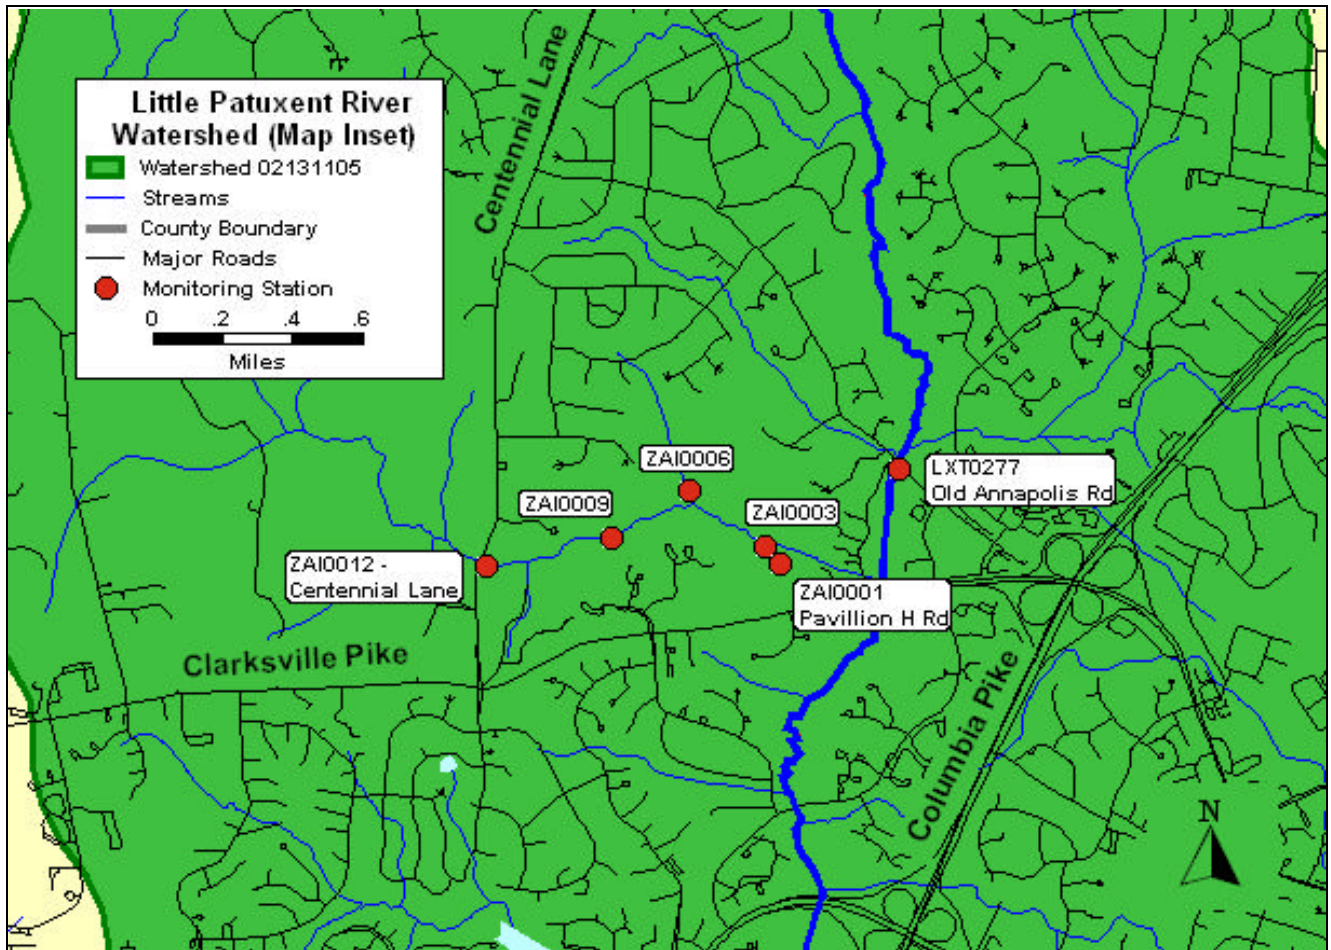 Little Patuxent River
Watershed (Map Inset)
Watershed 02131105
Streams
County Boundary
Major Roads
Monitoring Station
0 .2 .4 .6
Miles
Centennial Lane
ZAI0006
LXT0277
Old Annapolis Rd
ZAI0009
ZAI0003
ZAI0012 -
Centennial Lane
ZAI0001
Pavillion H Rd
Clarksville Pike
Columbia Pike
N